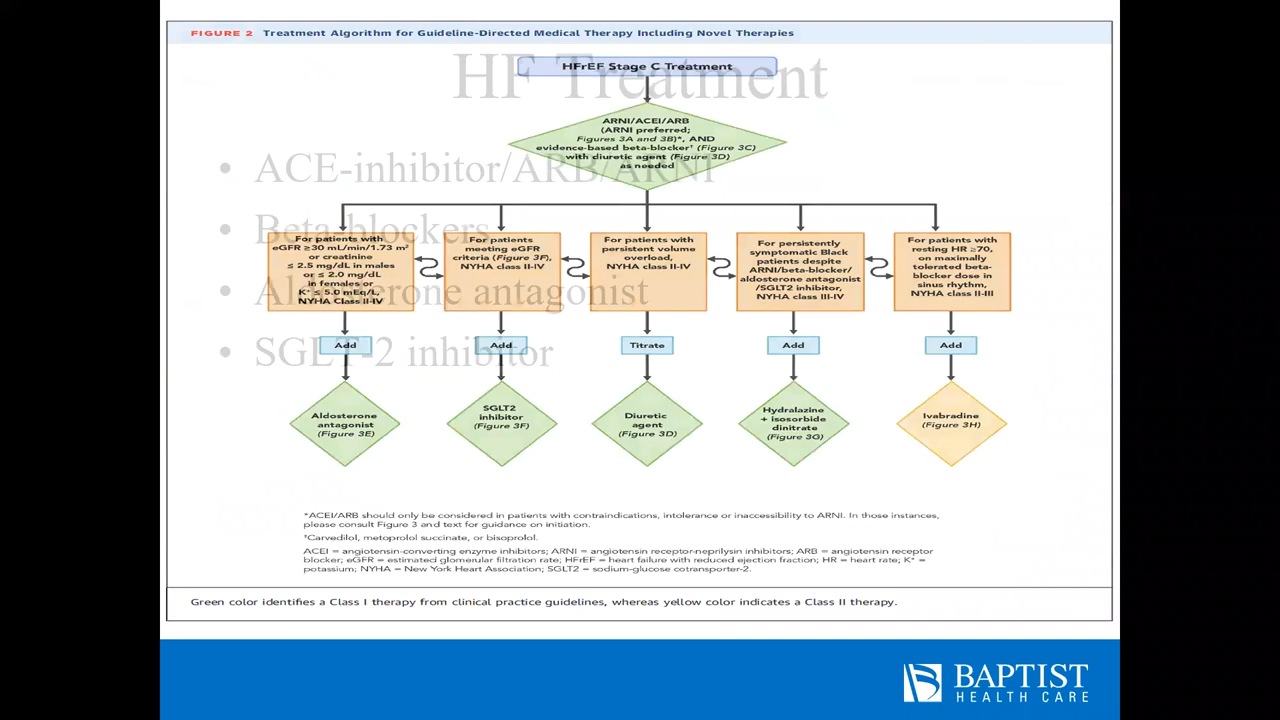 FIGURE 2 Treatment Algorithm for Guideline-Directed Medical Therapy Including Novel Therapies
HF Treatment
HFrEF Stage C Treatment
ARNI/ACEI/ARB
(ARNI preferred;
Figures 3A and 3B)*, AND
evidence-based beta-blocker† (Figure 3C)
with diuretic agent (Figure 3D)
as needed
• ACE-inhibitor/ARB/ARNI
• Beta-blockers
• Aldosterone antagonist
• SGLT-2 inhibitor
For patients with
eGFR ≥30 mL/min/1.73 m²
or creatinine
≤ 2.5 mg/dL in males
or ≤ 2.0 mg/dL
in females or
K⁺ ≤ 5.0 mEq/L,
NYHA Class II-IV
For patients
meeting eGFR
criteria (Figure 3F),
NYHA class II-IV
For patients with
persistent volume
overload,
NYHA class II-IV
For persistently
symptomatic Black
patients despite
ARNI/beta-blocker/
aldosterone antagonist
/SGLT2 inhibitor,
NYHA class III-IV
For patients with
resting HR ≥70,
on maximally
tolerated beta-
blocker dose in
sinus rhythm,
NYHA class II-III
Add
Add
Titrate
Add
Add
Aldosterone
antagonist
(Figure 3E)
SGLT2
inhibitor
(Figure 3F)
Diuretic
agent
(Figure 3D)
Hydralazine
+ isosorbide
dinitrate
(Figure 3G)
Ivabradine
(Figure 3H)
*ACEI/ARB should only be considered in patients with contraindications, intolerance or inaccessibility to ARNI. In those instances,
please consult Figure 3 and text for guidance on initiation.
†Carvedilol, metoprolol succinate, or bisoprolol.
ACEI = angiotensin-converting enzyme inhibitors; ARNI = angiotensin receptor-neprilysin inhibitors; ARB = angiotensin receptor
blocker; eGFR = estimated glomerular filtration rate; HFrEF = heart failure with reduced ejection fraction; HR = heart rate; K⁺ =
potassium; NYHA = New York Heart Association; SGLT2 = sodium-glucose cotransporter-2.
Green color identifies a Class I therapy from clinical practice guidelines, whereas yellow color indicates a Class II therapy.
BAPTIST
HEALTH CARE